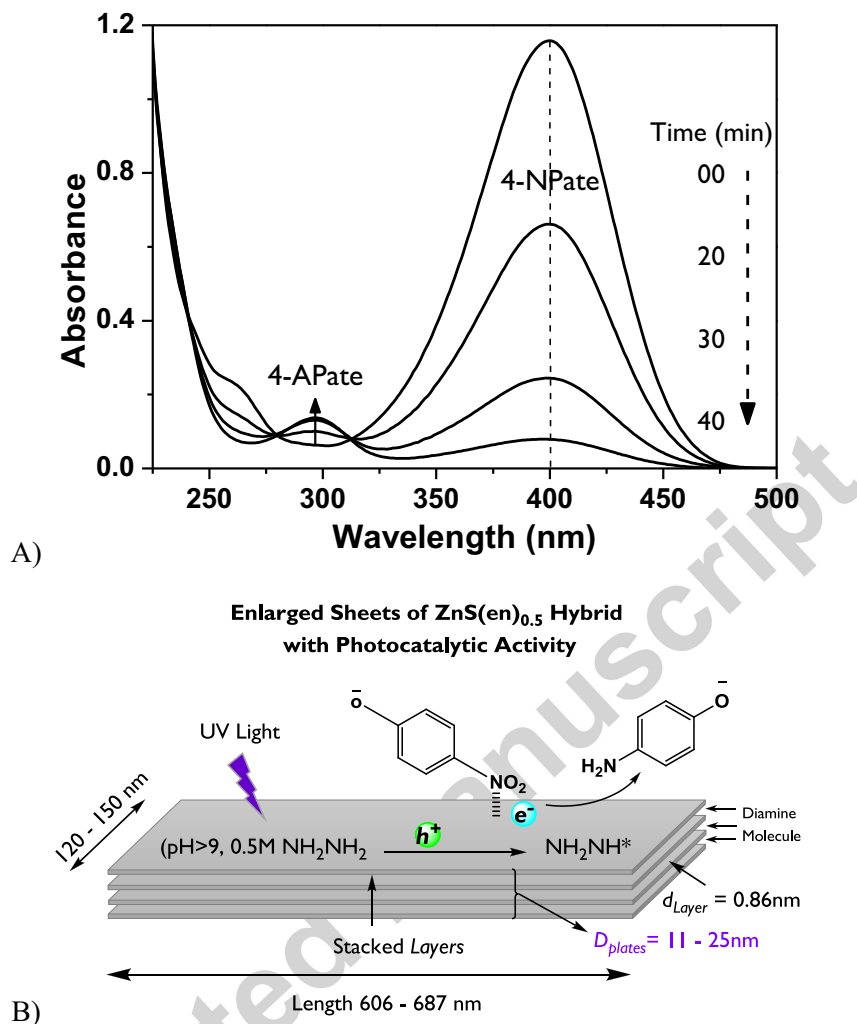 1.2
0.8
0.4
0.0
Absorbance
4-NPate
4-APate
Time (min)
00
20
30
40
250 300 350 400 450 500
Wavelength (nm)
A)
Enlarged Sheets of ZnS(en)0.5 Hybrid
with Photocatalytic Activity
UV Light
120 - 150 nm
O-
NO2
e-
H2N
O-
(pH>9, 0.5M NH2NH2
h+
NH2NH*
Diamine
Molecule
dLayer = 0.86nm
Dplates= 11 - 25nm
Stacked Layers
Length 606 - 687 nm
B)